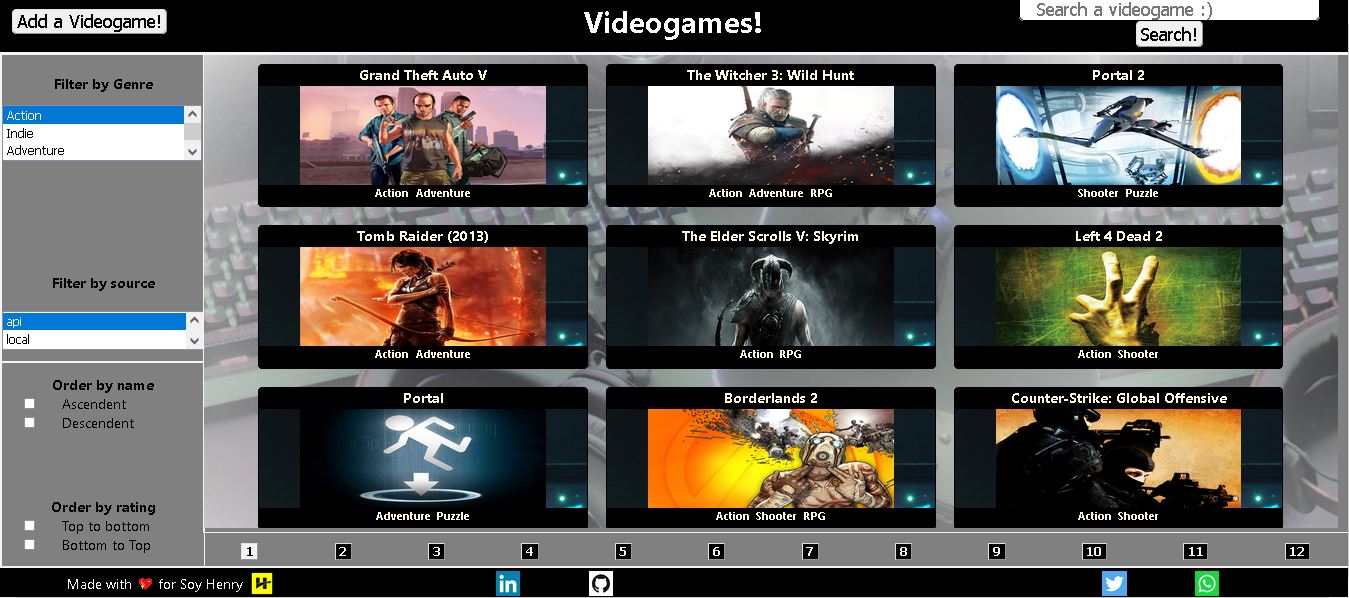 Add a Videogame!
Videogames!
Search a videogame :)
Search!
Filter by Genre
Action
Indie
Adventure
Filter by source
api
local
Order by name
Ascendent
Descendent
Order by rating
Top to bottom
Bottom to Top
Grand Theft Auto V
Action Adventure
The Witcher 3: Wild Hunt
Action Adventure RPG
Portal 2
Shooter Puzzle
Tomb Raider (2013)
Action Adventure
The Elder Scrolls V: Skyrim
Action RPG
Left 4 Dead 2
Action Shooter
Portal
Adventure Puzzle
Borderlands 2
Action Shooter RPG
Counter-Strike: Global Offensive
Action Shooter
1 2 3 4 5 6 7 8 9 10 11 12
Made with ❤ for Soy Henry
in